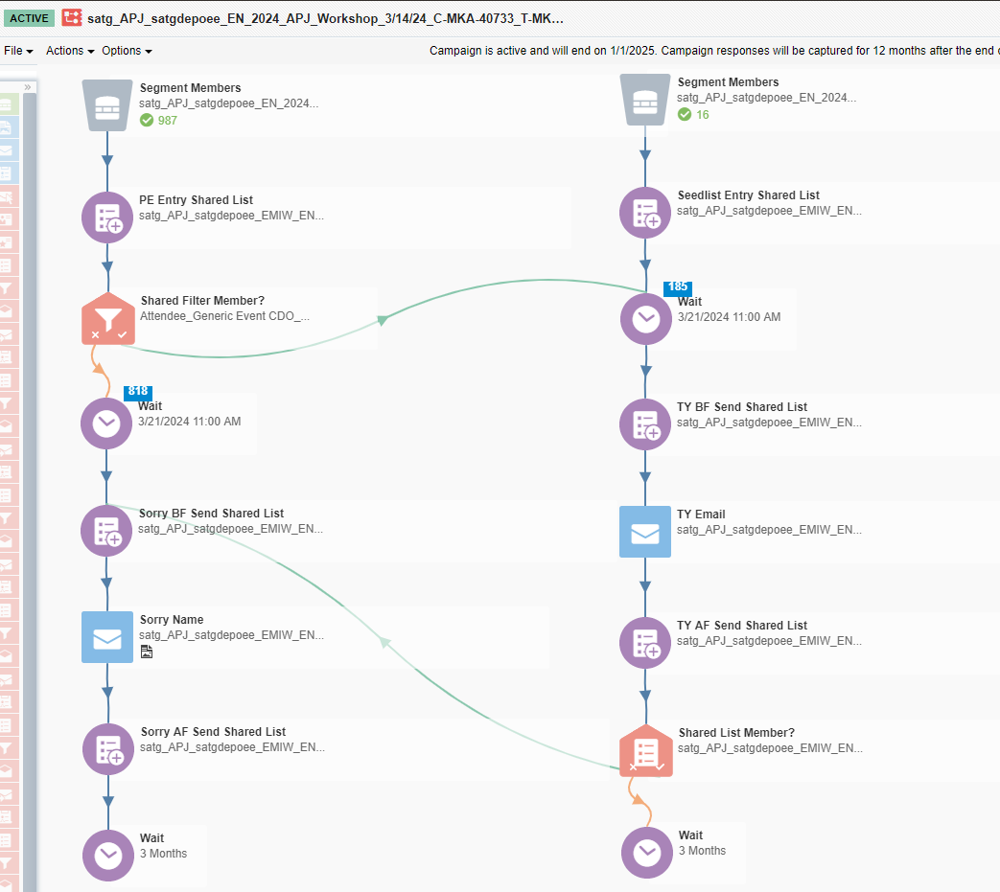 ACTIVE satg_APJ_satgdepoee_EN_2024_APJ_Workshop_3/14/24_C-MKA-40733_T-MK...
File Actions Options Campaign is active and will end on 1/1/2025. Campaign responses will be captured for 12 months after the end
Segment Members
satg_APJ_satgdepoee_EN_2024...
987
Segment Members
satg_APJ_satgdepoee_EN_2024...
16
PE Entry Shared List
satg_APJ_satgdepoee_EMIW_EN...
Seedlist Entry Shared List
satg_APJ_satgdepoee_EMIW_EN...
Shared Filter Member?
Attendee_Generic Event CDO_...
185
Wait
3/21/2024 11:00 AM
818
Wait
3/21/2024 11:00 AM
TY BF Send Shared List
satg_APJ_satgdepoee_EMIW_EN...
Sorry BF Send Shared List
satg_APJ_satgdepoee_EMIW_EN...
TY Email
satg_APJ_satgdepoee_EMIW_EN...
Sorry Name
satg_APJ_satgdepoee_EMIW_EN...
TY AF Send Shared List
satg_APJ_satgdepoee_EMIW_EN...
Sorry AF Send Shared List
satg_APJ_satgdepoee_EMIW_EN...
Shared List Member?
satg_APJ_satgdepoee_EMIW_EN...
Wait
3 Months
Wait
3 Months